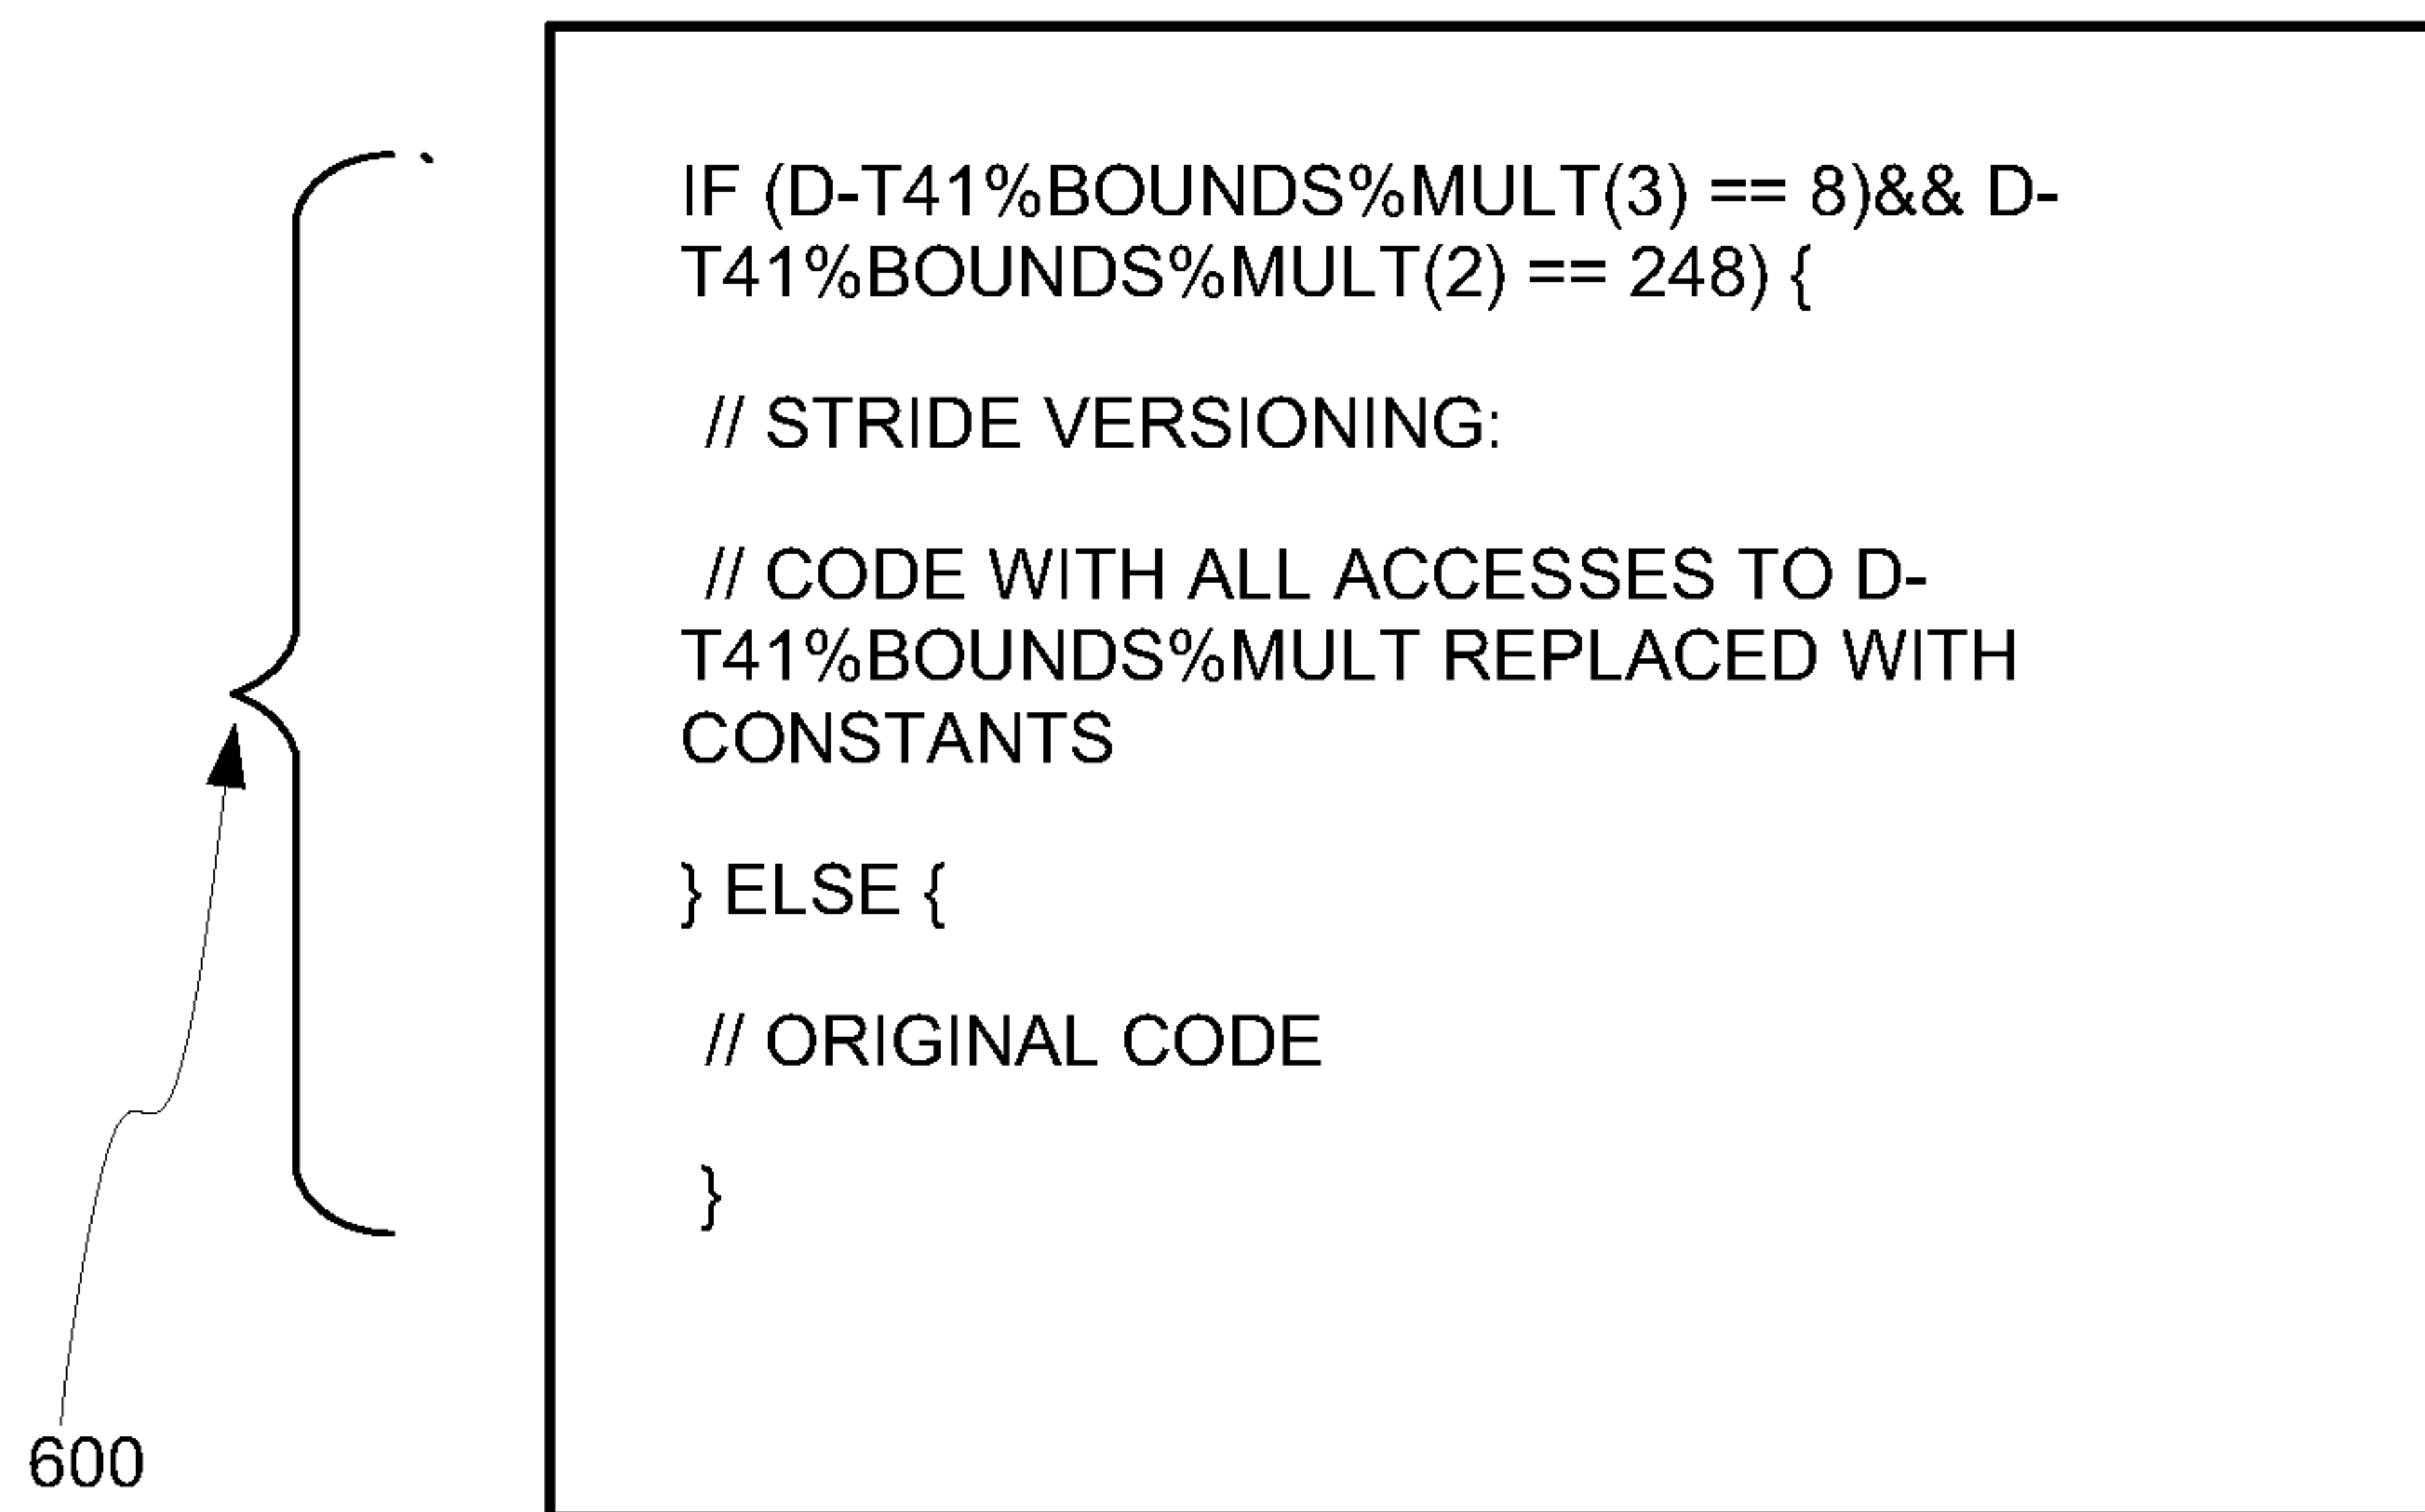 IF (D-T41%BOUNDS%MULT(3) == 8)&& D-
T41%BOUNDS%MULT(2) == 248) {
// STRIDE VERSIONING:
// CODE WITH ALL ACCESSES TO D-
T41%BOUNDS%MULT REPLACED WITH
CONSTANTS
} ELSE {
// ORIGINAL CODE
}
600